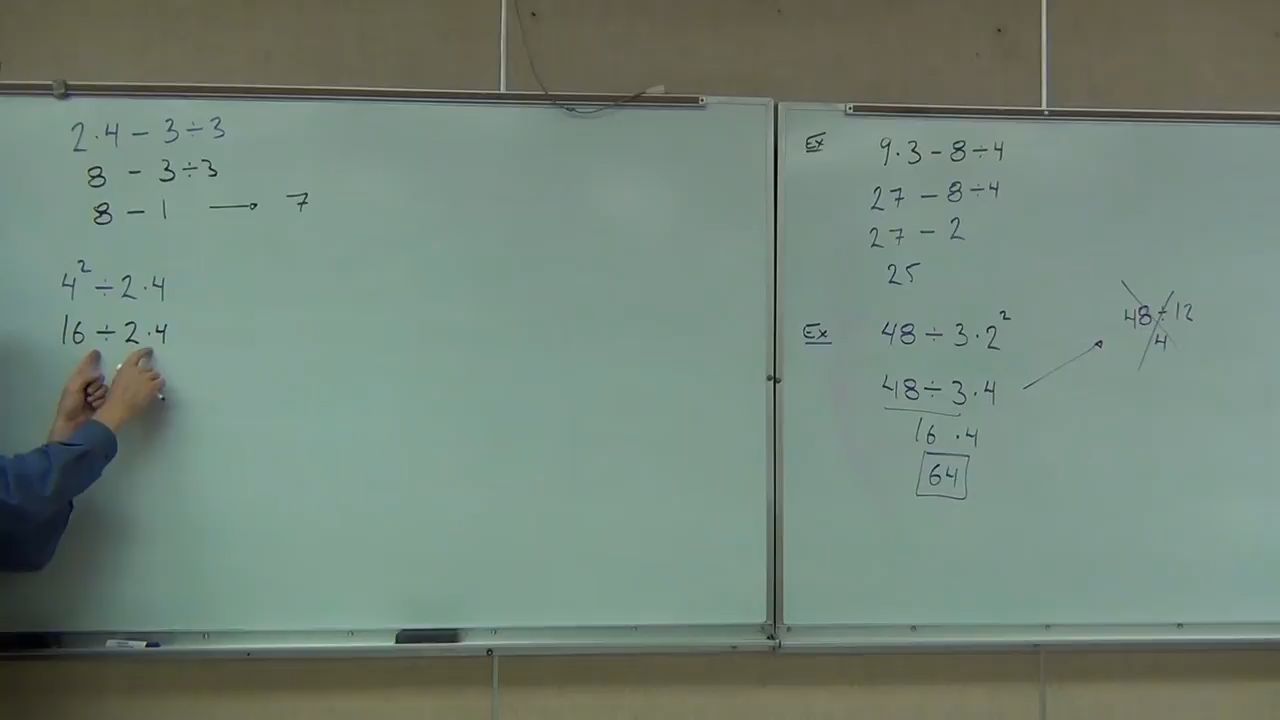 2·4 − 3÷3
8 − 3÷3
8 − 1 → 7
4² ÷ 2·4
16 ÷ 2·4
Ex 9·3 − 8÷4
27 − 8÷4
27 − 2
25
Ex 48 ÷ 3·2²
48 ÷ 3·4
16 ·4
64
48 ÷ 12
4